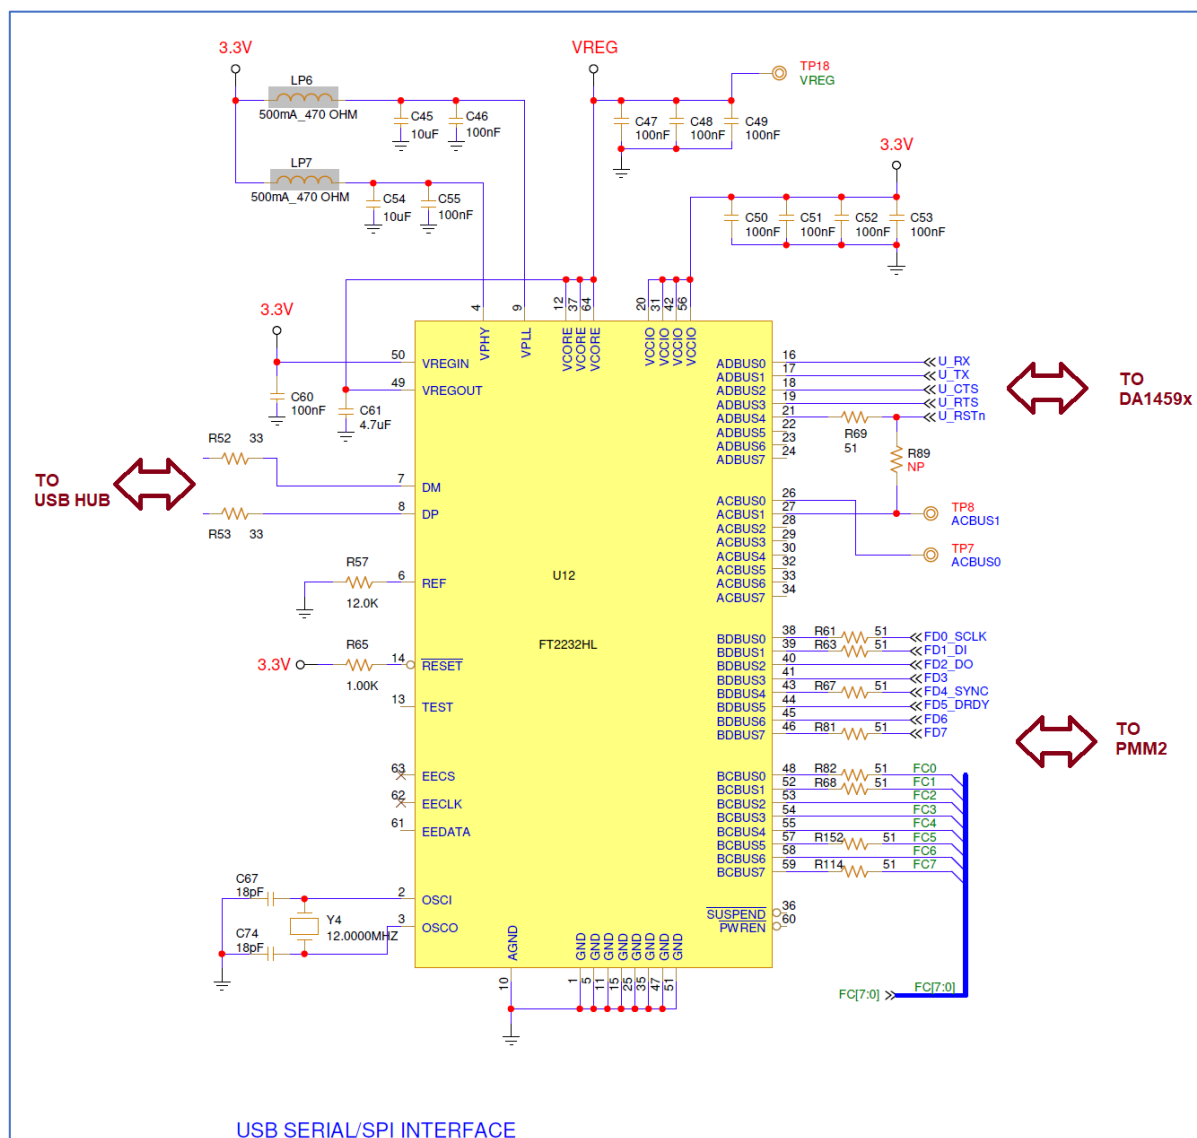 3.3V
VREG
TP18
VREG
LP6
500mA_470 OHM
C45
10uF
C46
100nF
C47
100nF
C48
100nF
C49
100nF
3.3V
LP7
500mA_470 OHM
C54
10uF
C55
100nF
C50
100nF
C51
100nF
C52
100nF
C53
100nF
4
9
12
37
64
20
31
42
56
VPHY
VPLL
VCORE
VCORE
VCORE
VCCIO
VCCIO
VCCIO
VCCIO
3.3V
50
VREGIN
49
VREGOUT
C60
100nF
C61
4.7uF
R52 33
7
DM
TO
USB HUB
8
DP
R53 33
R57
6
REF
12.0K
U12
FT2232HL
R65
3.3V
14
RESET
1.00K
13
TEST
63
EECS
62
EECLK
61
EEDATA
C67
18pF
2
OSCI
Y4
12.0000MHZ
3
OSCO
C74
18pF
ADBUS0 16 U_RX
ADBUS1 17 U_TX
ADBUS2 18 U_CTS
ADBUS3 19 U_RTS
ADBUS4 21 U_RSTn
ADBUS5 22
ADBUS6 23
ADBUS7 24
R69
51
R89
NP
TO
DA1459x
ACBUS0 26
ACBUS1 27
ACBUS2 28
ACBUS3 29
ACBUS4 30
ACBUS5 32
ACBUS6 33
ACBUS7 34
TP8
ACBUS1
TP7
ACBUS0
BDBUS0 38 R61 51 FD0_SCLK
BDBUS1 39 R63 51 FD1_DI
BDBUS2 40 FD2_DO
BDBUS3 41 FD3
BDBUS4 43 R67 51 FD4_SYNC
BDBUS5 44 FD5_DRDY
BDBUS6 45 FD6
BDBUS7 46 R81 51 FD7
TO
PMM2
BCBUS0 48 R82 51 FC0
BCBUS1 52 R68 51 FC1
BCBUS2 53 FC2
BCBUS3 54 FC3
BCBUS4 55 FC4
BCBUS5 57 R152 51 FC5
BCBUS6 58 FC6
BCBUS7 59 R114 51 FC7
SUSPEND 36
PWREN 60
AGND
GND
GND
GND
GND
GND
GND
GND
GND
10
1
5
11
15
25
35
47
51
FC[7:0] FC[7:0]
USB SERIAL/SPI INTERFACE